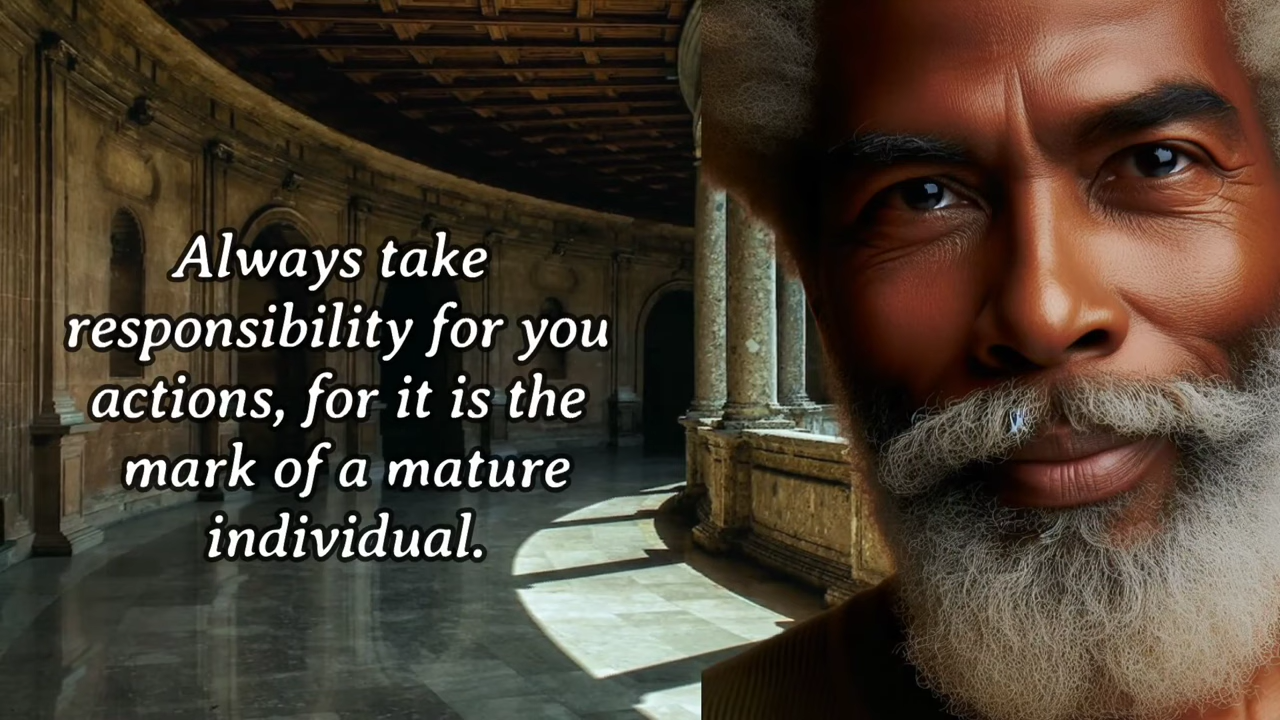 Always take
responsibility for you
actions, for it is the
mark of a mature
individual.